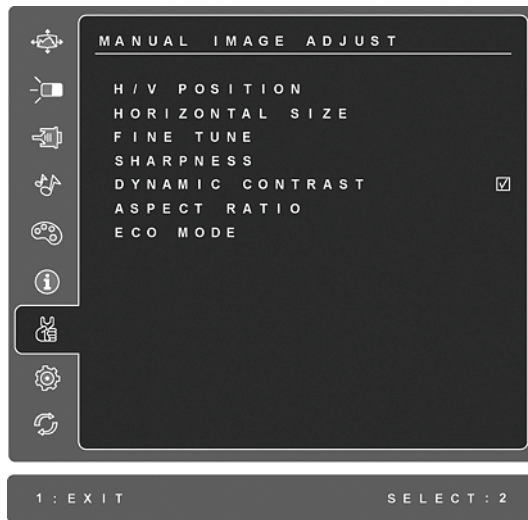 MANUAL IMAGE ADJUST
H/V POSITION
HORIZONTAL SIZE
FINE TUNE
SHARPNESS
DYNAMIC CONTRAST
ASPECT RATIO
ECO MODE
1:EXIT SELECT:2